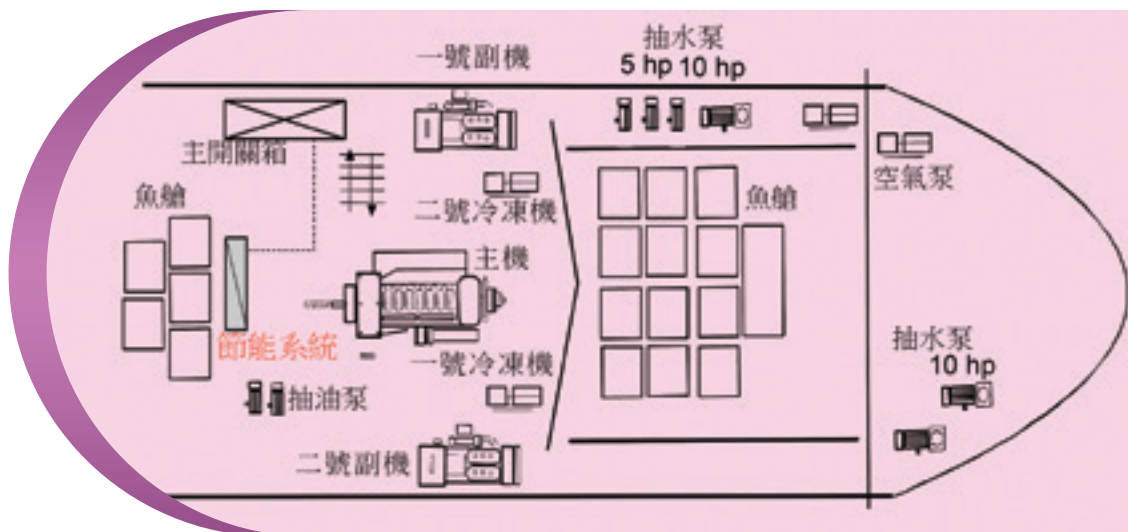 抽水泵
5 hp 10 hp
一號副機
主開關箱
空氣泵
魚艙
二號冷凍機
魚艙
主機
節能系統
一號冷凍機
抽水泵
10 hp
抽油泵
二號副機